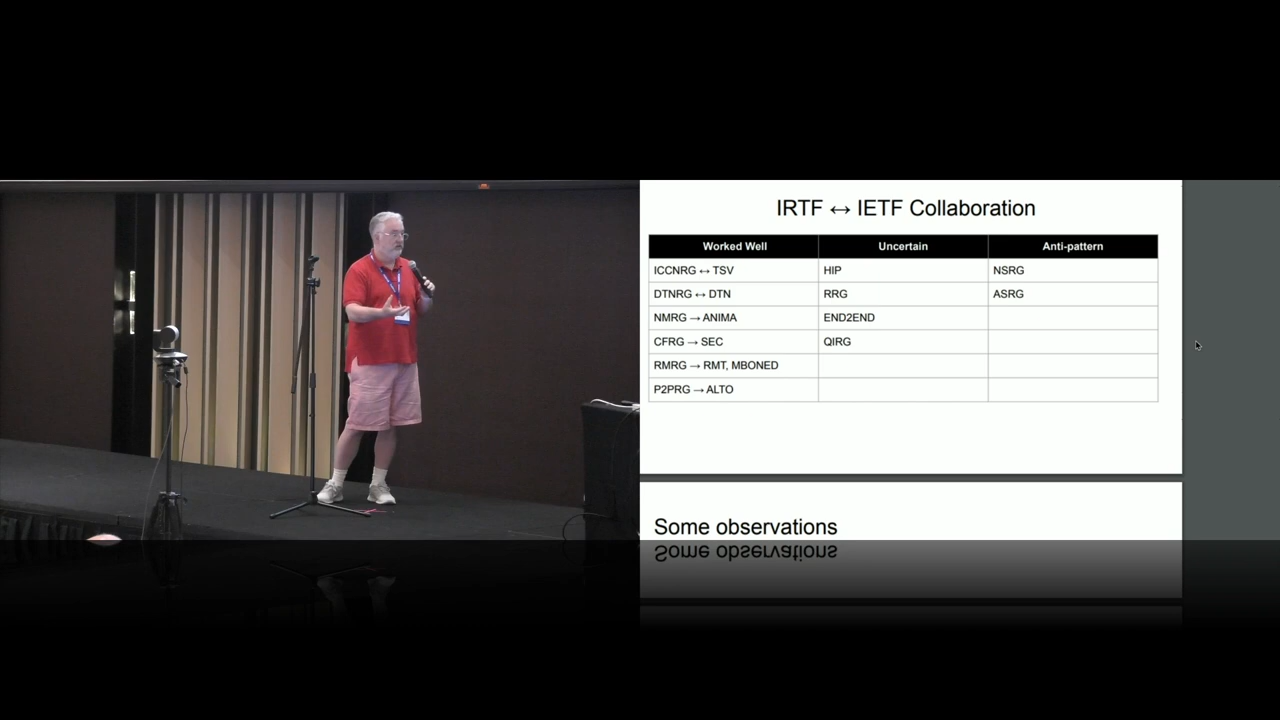 IRTF ↔ IETF Collaboration
Worked Well Uncertain Anti-pattern
ICCNRG ↔ TSV HIP NSRG
DTNRG ↔ DTN RRG ASRG
NMRG → ANIMA END2END
CFRG → SEC QIRG
RMRG → RMT, MBONED
P2PRG → ALTO
Some observations